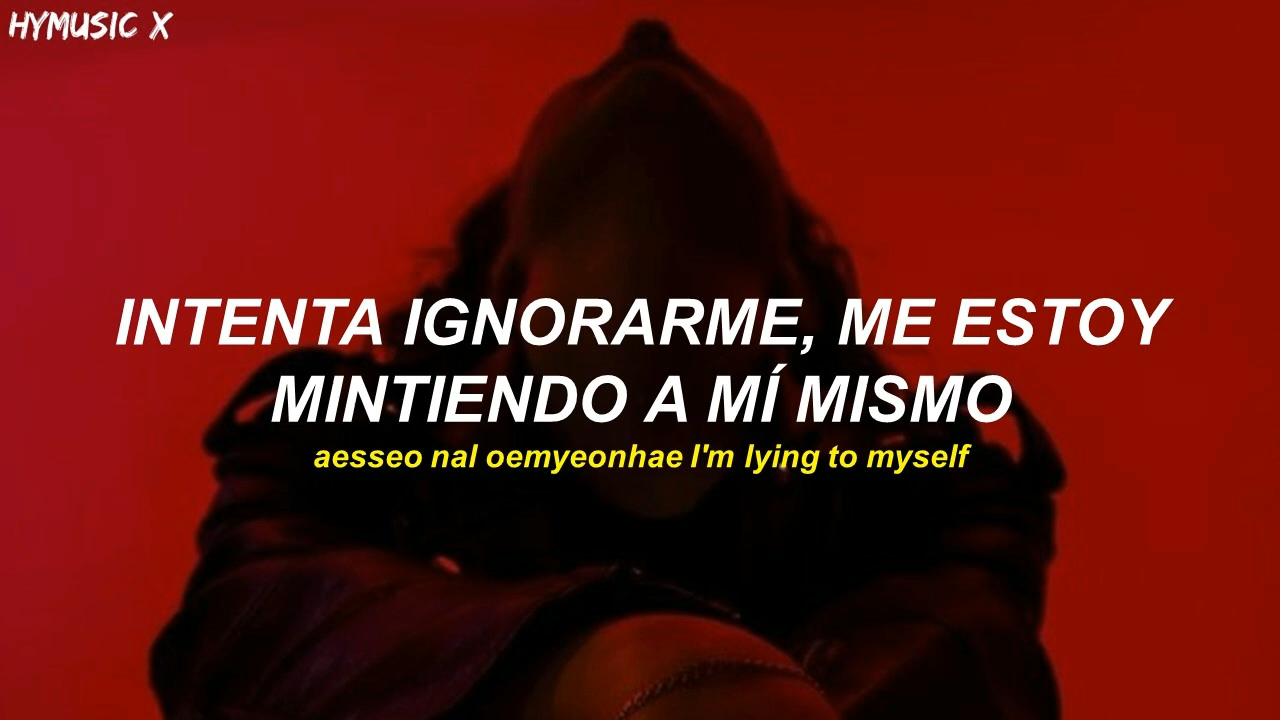 HYMUSIC X
INTENTA IGNORARME, ME ESTOY
MINTIENDO A MÍ MISMO
aesseo nal oemyeonhae I'm lying to myself